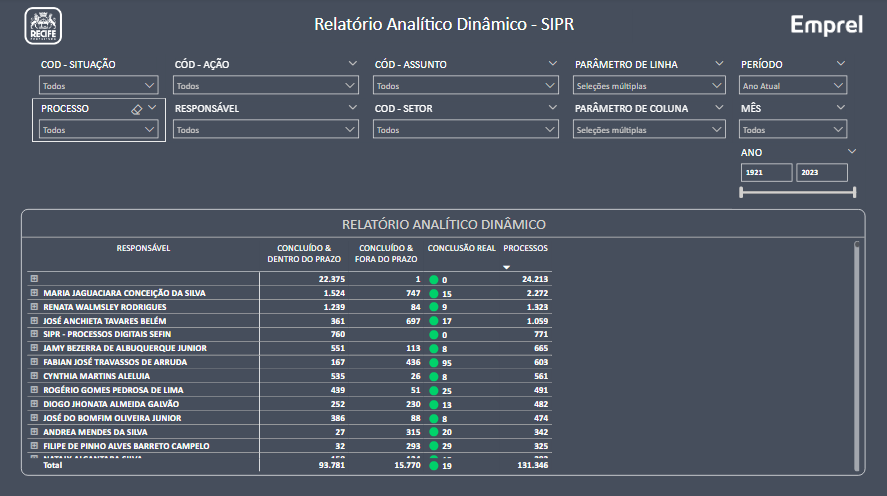 RECIFE
Relatório Analítico Dinâmico - SIPR
Emprel
COD - SITUAÇÃO CÓD - AÇÃO CÓD - ASSUNTO PARÂMETRO DE LINHA PERÍODO
Todos Todos Todos Seleções múltiplas Ano Atual
PROCESSO RESPONSÁVEL COD - SETOR PARÂMETRO DE COLUNA MÊS
Todos Todos Todos Seleções múltiplas Todos
ANO
1921 2023
RELATÓRIO ANALÍTICO DINÂMICO
RESPONSÁVEL CONCLUÍDO & CONCLUÍDO & CONCLUSÃO REAL PROCESSOS
DENTRO DO PRAZO FORA DO PRAZO
22.375 1 0 24.213
MARIA JAGUACIARA CONCEIÇÃO DA SILVA 1.524 747 15 2.272
RENATA WALMSLEY RODRIGUES 1.239 84 9 1.323
JOSÉ ANCHIETA TAVARES BELÉM 361 697 17 1.059
SIPR - PROCESSOS DIGITAIS SEFIN 760 0 771
JAMY BEZERRA DE ALBUQUERQUE JUNIOR 551 113 8 665
FABIAN JOSÉ TRAVASSOS DE ARRUDA 167 436 95 603
CYNTHIA MARTINS ALELUIA 535 26 8 561
ROGÉRIO GOMES PEDROSA DE LIMA 439 51 25 491
DIOGO JHONATA ALMEIDA GALVÃO 252 230 13 482
JOSÉ DO BOMFIM OLIVEIRA JUNIOR 386 88 8 474
ANDREA MENDES DA SILVA 27 315 20 342
FILIPE DE PINHO ALVES BARRETO CAMPELO 32 293 29 325
Total 93.781 15.770 19 131.346